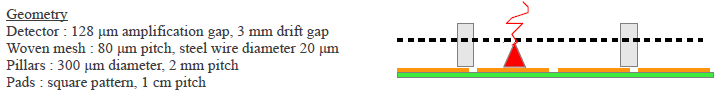 Geometry
Detector : 128 μm amplification gap, 3 mm drift gap
Woven mesh : 80 μm pitch, steel wire diameter 20 μm
Pillars : 300 μm diameter, 2 mm pitch
Pads : square pattern, 1 cm pitch